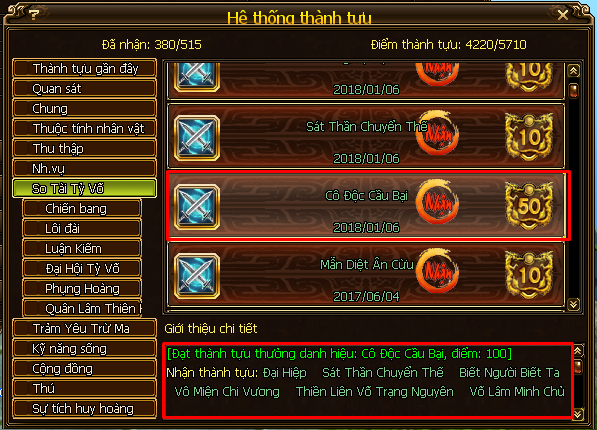 ?
Hệ thống thành tựu
Đã nhận: 380/515
Điểm thành tựu: 4220/5710
Thành tựu gần đây
Quan sát
Chung
Thuộc tính nhân vật
Thu thập
Nh.vụ
So Tài Tỷ Võ
Chiến bang
Lôi đài
Luận Kiếm
Đại Hội Tỷ Võ
Phụng Hoàng
Quân Lâm Thiên
Trảm Yêu Trừ Ma
Kỹ năng sống
Cộng đồng
Thú
Sự tích huy hoàng
2018/01/06
Nhận
10
Sát Thần Chuyển Thế
Nhận
10
2018/01/06
Cô Độc Cầu Bại
Nhận
50
2018/01/06
Mẫn Diệt Ân Cừu
Nhận
10
2017/06/04
Giới thiệu chi tiết
[Đạt thành tựu thưởng danh hiệu: Cô Độc Cầu Bại, điểm: 100]
Nhận thành tựu: Đại Hiệp Sát Thần Chuyển Thế Biết Người Biết Ta
Vô Miện Chi Vương Thiền Liên Võ Trạng Nguyên Võ Lâm Minh Chủ